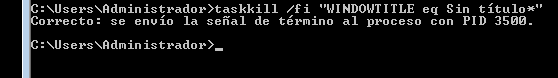 C:\Users\Administrador>taskkill /fi "WINDOWTITLE eq Sin título*"
Correcto: se envío la señal de término al proceso con PID 3500.
C:\Users\Administrador>_